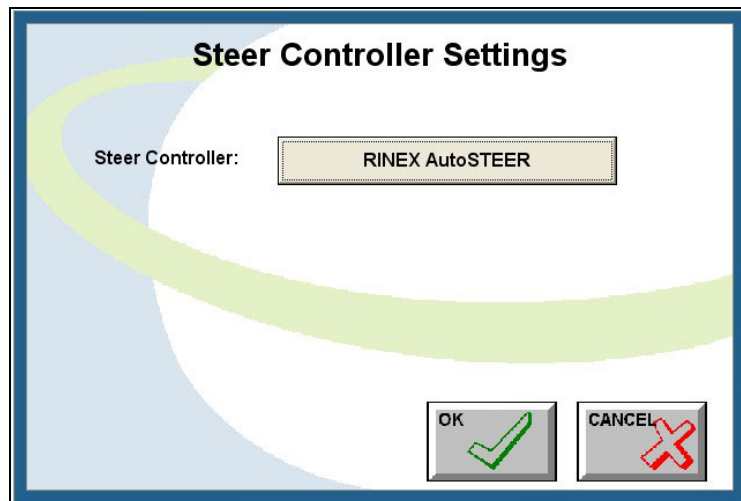 Steer Controller Settings
Steer Controller:
RINEX AutoSTEER
OK
CANCEL